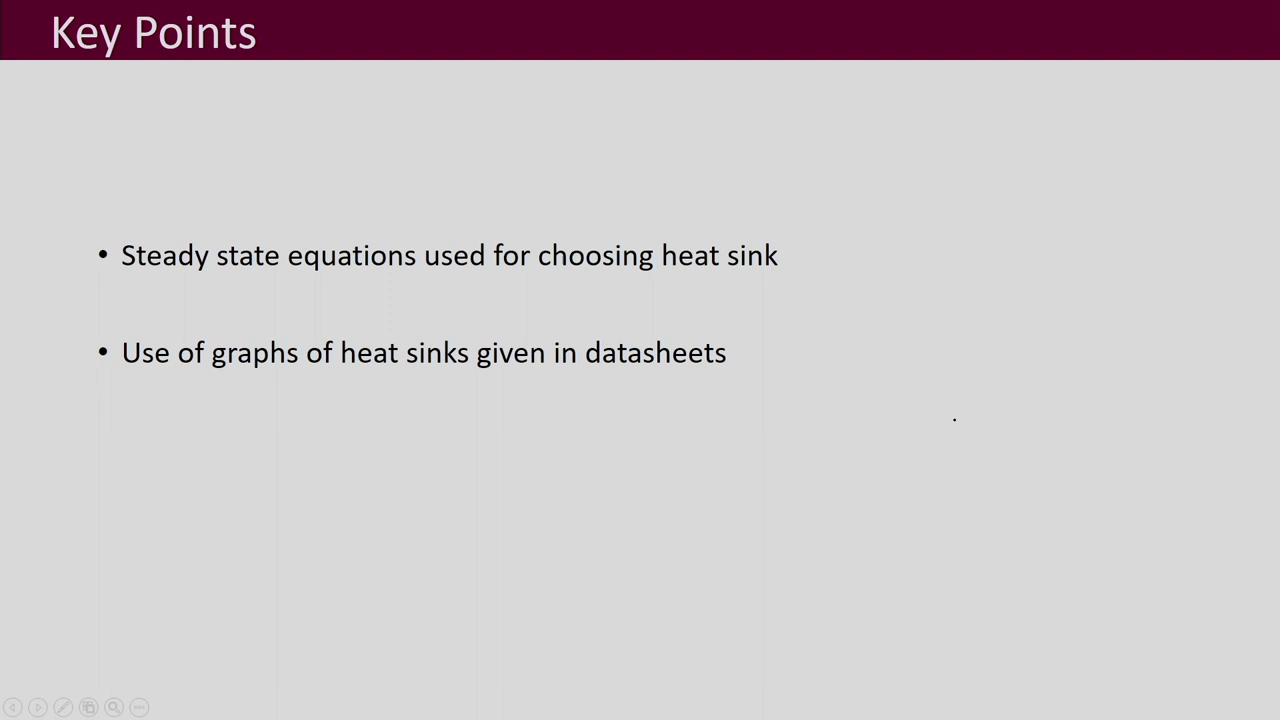 Key Points
• Steady state equations used for choosing heat sink
• Use of graphs of heat sinks given in datasheets